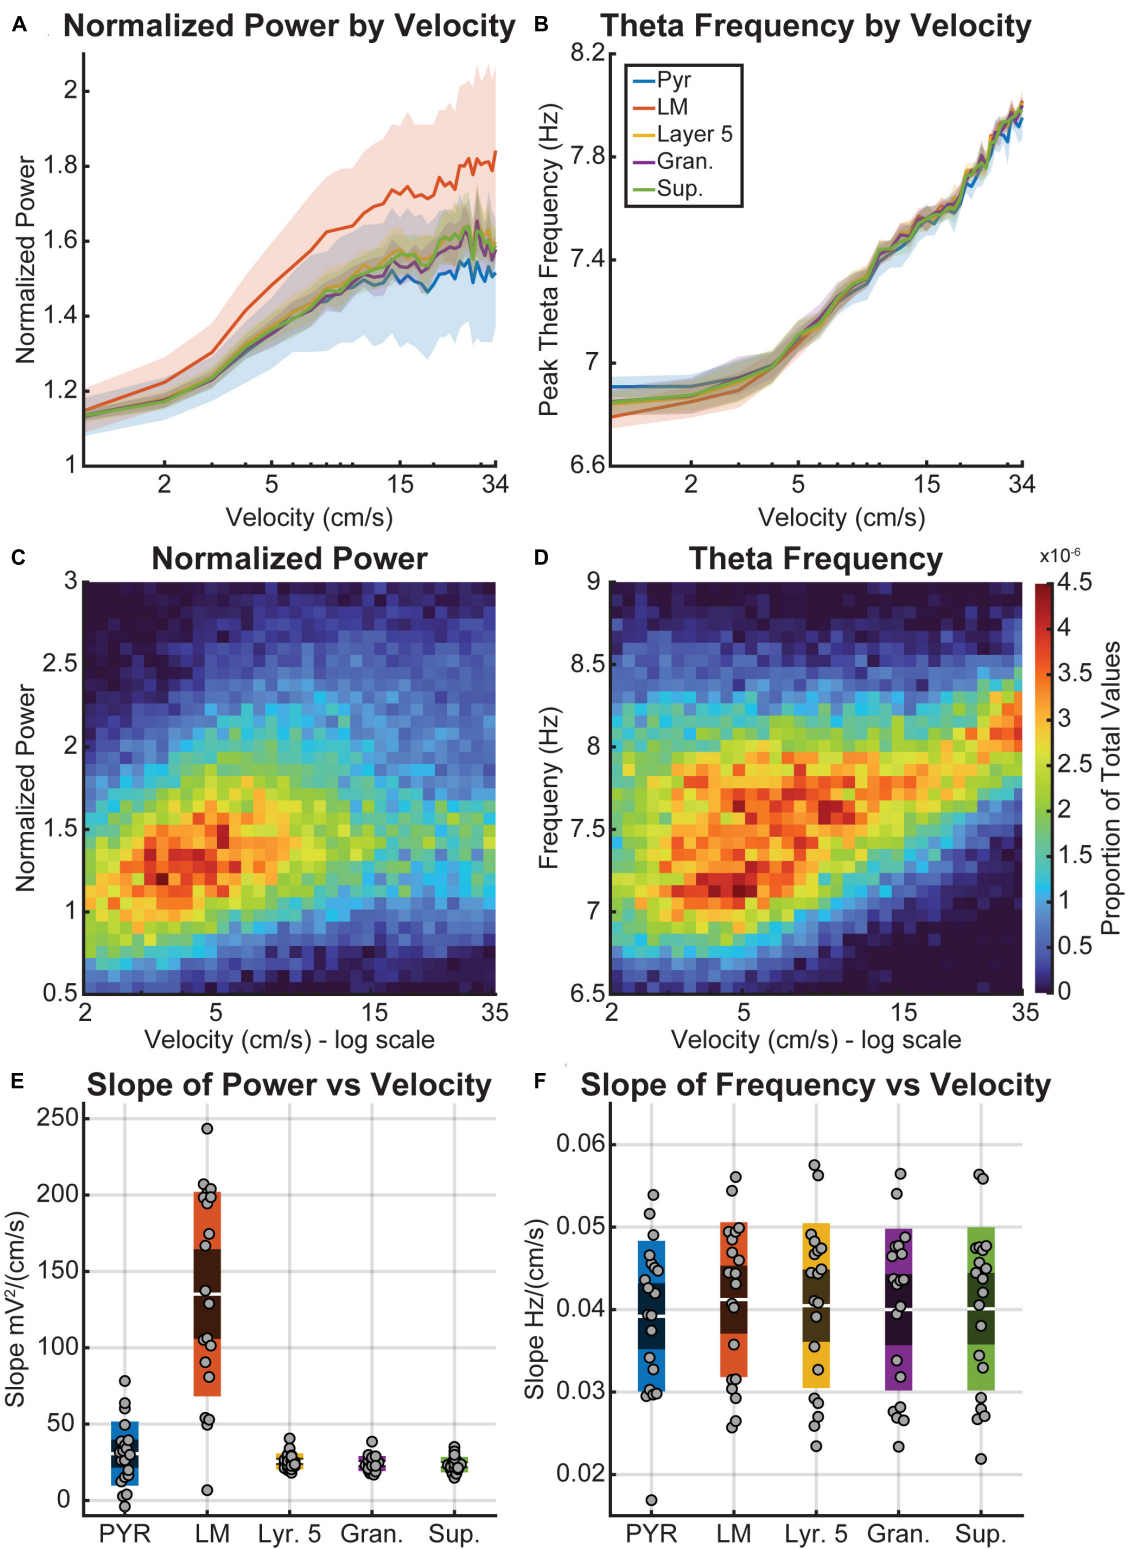 A Normalized Power by Velocity
Normalized Power
2
1.8
1.6
1.4
1.2
1
2 5 15 34
Velocity (cm/s)
B Theta Frequency by Velocity
Peak Theta Frequency (Hz)
8.2
7.8
7.4
7
6.6
Pyr
LM
Layer 5
Gran.
Sup.
2 5 15 34
Velocity (cm/s)
C Normalized Power
Normalized Power
3
2.5
2
1.5
1
0.5
2 5 15 35
Velocity (cm/s) - log scale
D Theta Frequency
Frequeny (Hz)
9
8.5
8
7.5
7
6.5
2 5 15 35
Velocity (cm/s) - log scale
x10-6
4.5
4
3.5
3
2.5
2
1.5
1
0.5
0
Proportion of Total Values
E Slope of Power vs Velocity
Slope mV²/(cm/s)
250
200
150
100
50
0
PYR LM Lyr. 5 Gran. Sup.
F Slope of Frequency vs Velocity
Slope Hz/(cm/s)
0.06
0.05
0.04
0.03
0.02
PYR LM Lyr. 5 Gran. Sup.